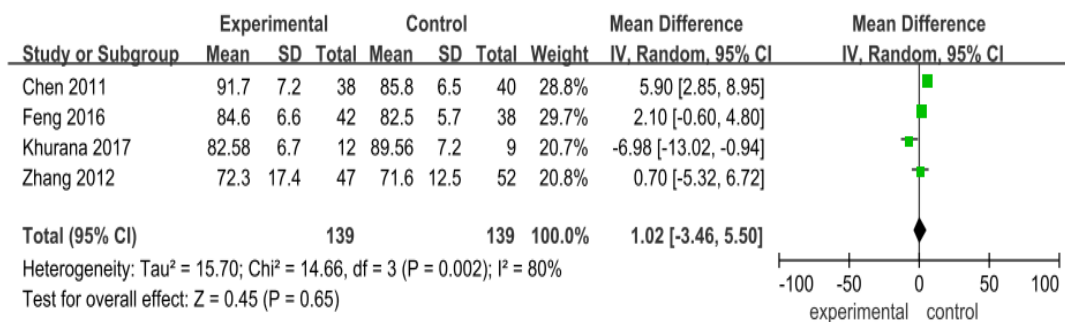 Experimental Control Mean Difference Mean Difference
Study or Subgroup Mean SD Total Mean SD Total Weight IV, Random, 95% CI IV, Random, 95% CI
Chen 2011 91.7 7.2 38 85.8 6.5 40 28.8% 5.90 [2.85, 8.95]
Feng 2016 84.6 6.6 42 82.5 5.7 38 29.7% 2.10 [-0.60, 4.80]
Khurana 2017 82.58 6.7 12 89.56 7.2 9 20.7% -6.98 [-13.02, -0.94]
Zhang 2012 72.3 17.4 47 71.6 12.5 52 20.8% 0.70 [-5.32, 6.72]
Total (95% CI) 139 139 100.0% 1.02 [-3.46, 5.50]
Heterogeneity: Tau² = 15.70; Chi² = 14.66, df = 3 (P = 0.002); I² = 80%
Test for overall effect: Z = 0.45 (P = 0.65)
-100 -50 0 50 100
experimental control